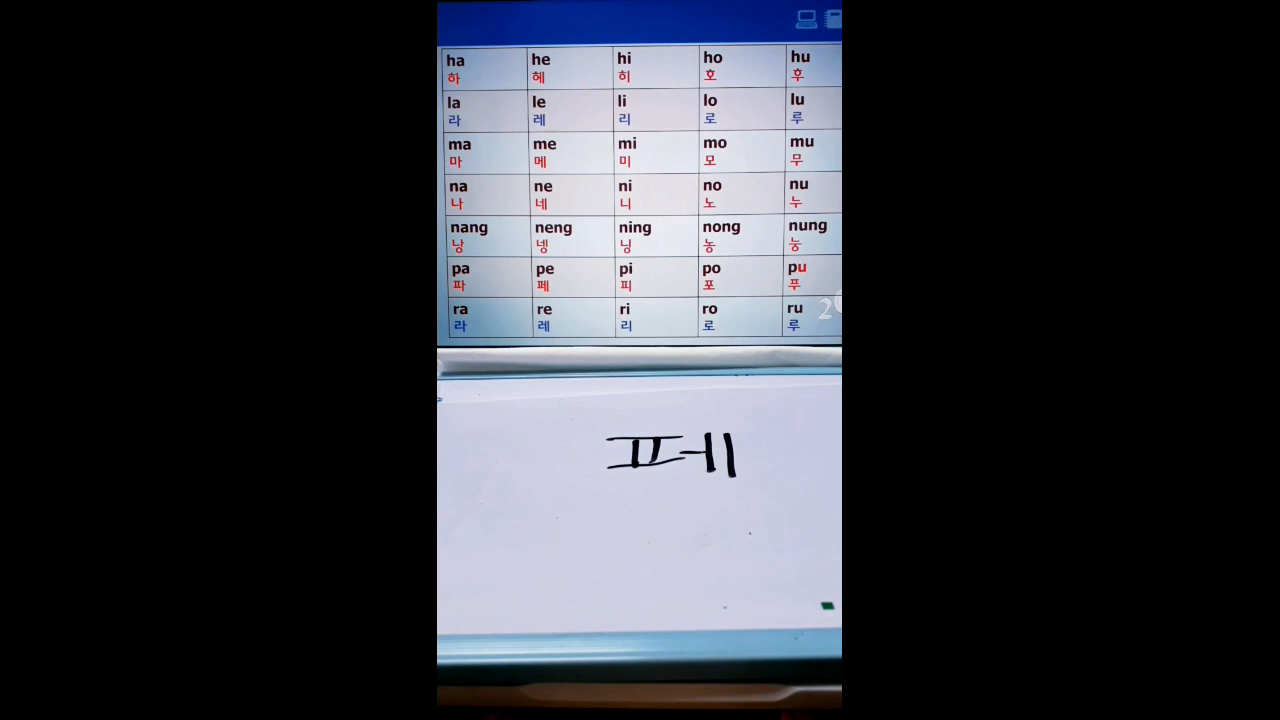 ha he hi ho hu
하 헤 히 호 후
la le li lo lu
라 레 리 로 루
ma me mi mo mu
마 메 미 모 무
na ne ni no nu
나 네 니 노 누
nang neng ning nong nung
낭 넹 닝 농 눙
pa pe pi po pu
파 페 피 포 푸
ra re ri ro ru
라 레 리 로 루
페